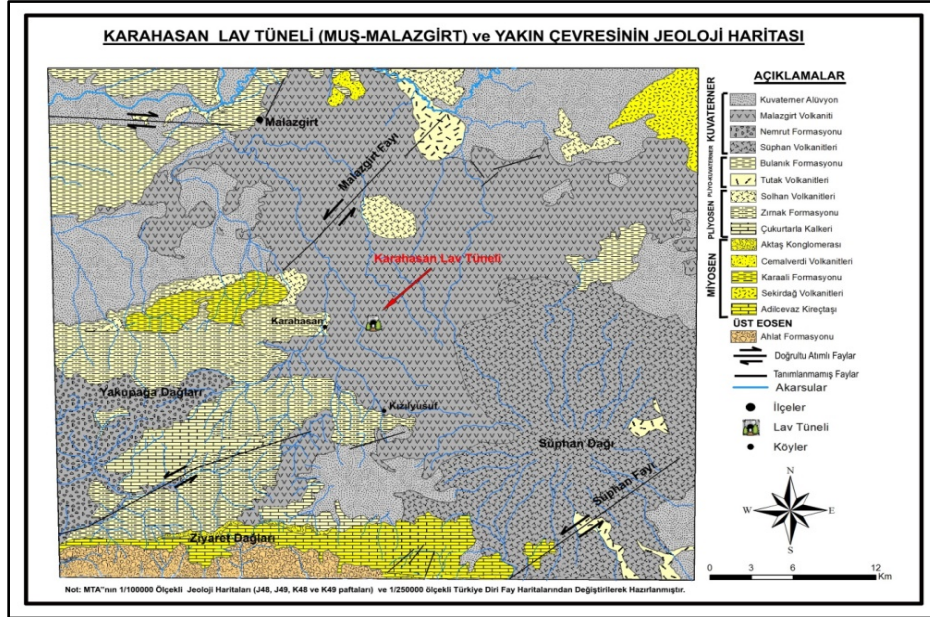 KARAHASAN LAV TÜNELİ (MUŞ-MALAZGİRT) ve YAKIN ÇEVRESİNİN JEOLOJİ HARİTASI
Malazgirt
Malazgirt Fayı
Karahasan Lav Tüneli
Karahasan
Yakupağa Dağları
Kızılyusuf
Süphan Dağı
Süphan Fayı
Ziyaret Dağları
AÇIKLAMALAR
KUVATERNER
Kuvaterner Alüvyon
Malazgirt Volkaniti
Nemrut Formasyonu
Süphan Volkanitleri
PLİYO-KUVATERNER
Bulanık Formasyonu
Tutak Volkanitleri
PLİYOSEN
Solhan Volkanitleri
Zırnak Formasyonu
Çukurtarla Kalkeri
MİYOSEN
Aktaş Konglomerası
Cemalverdi Volkanitleri
Karaali Formasyonu
Sekirdağ Volkanitleri
Adilcevaz Kireçtaşı
ÜST EOSEN
Ahlat Formasyonu
Doğrultu Atımlı Faylar
Tanımlanmamış Faylar
Akarsular
İlçeler
Lav Tüneli
Köyler
N
W E
S
0 3 6 12
Km
Not: MTA"nın 1/100000 Ölçekli Jeoloji Haritaları (J48, J49, K48 ve K49 paftaları) ve 1/250000 ölçekli Türkiye Diri Fay Haritalarından Değiştirilerek Hazırlanmıştır.